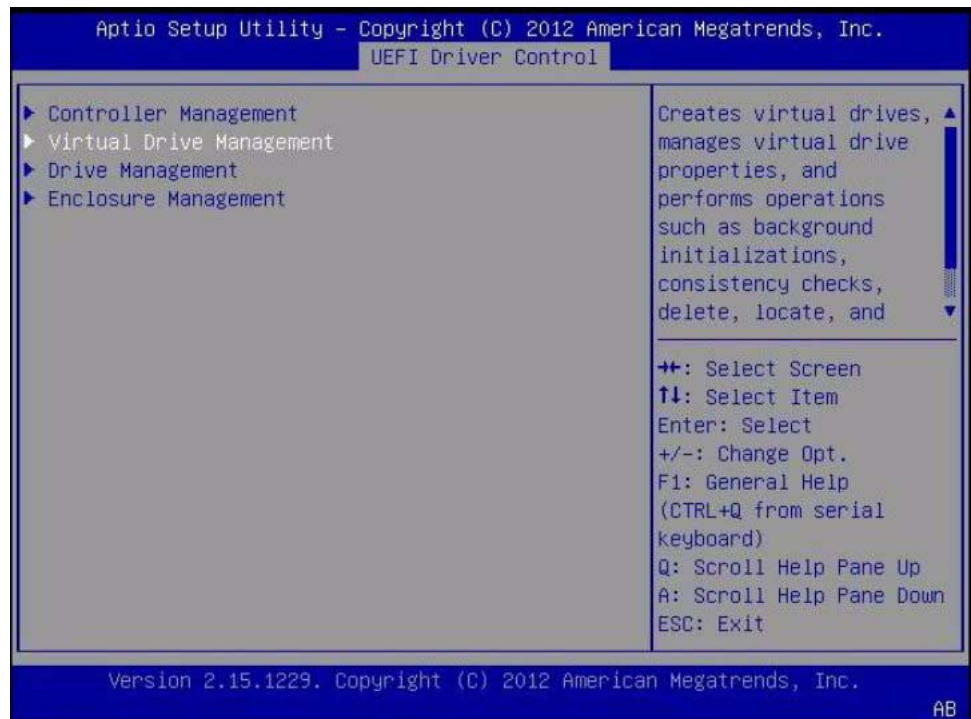 Aptio Setup Utility – Copyright (C) 2012 American Megatrends, Inc.
UEFI Driver Control
Controller Management
Virtual Drive Management
Drive Management
Enclosure Management
Creates virtual drives,
manages virtual drive
properties, and
performs operations
such as background
initializations,
consistency checks,
delete, locate, and
→←: Select Screen
↑↓: Select Item
Enter: Select
+/-: Change Opt.
F1: General Help
(CTRL+Q from serial
keyboard)
Q: Scroll Help Pane Up
A: Scroll Help Pane Down
ESC: Exit
Version 2.15.1229. Copyright (C) 2012 American Megatrends, Inc.
AB